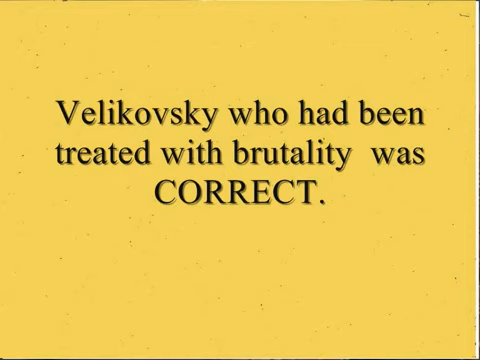 Velikovsky who had been
treated with brutality  was
CORRECT.